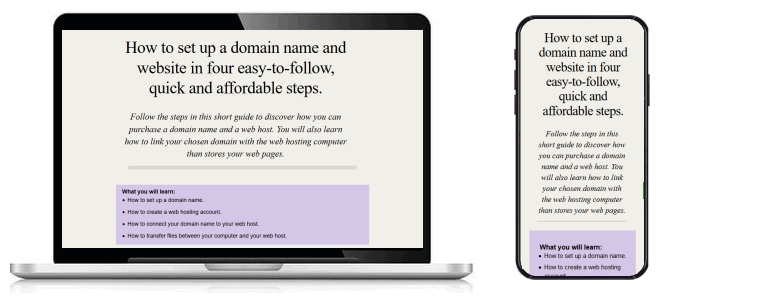 How to set up a domain name and
website in four easy-to-follow,
quick and affordable steps.
Follow the steps in this short guide to discover how you can
purchase a domain name and a web host. You will also learn
how to link your chosen domain with the web hosting computer
than stores your web pages.
What you will learn:
• How to set up a domain name.
• How to create a web hosting account.
• How to connect your domain name to your web host.
• How to transfer files between your computer and your web host.
How to set up a
domain name and
website in four
easy-to-follow,
quick and
affordable steps.
Follow the steps in this
short guide to discover how
you can purchase a domain
name and a web host. You
will also learn how to link
your chosen domain with
the web hosting computer
than stores your web pages.
What you will learn:
• How to set up a domain name.
• How to create a web hosting